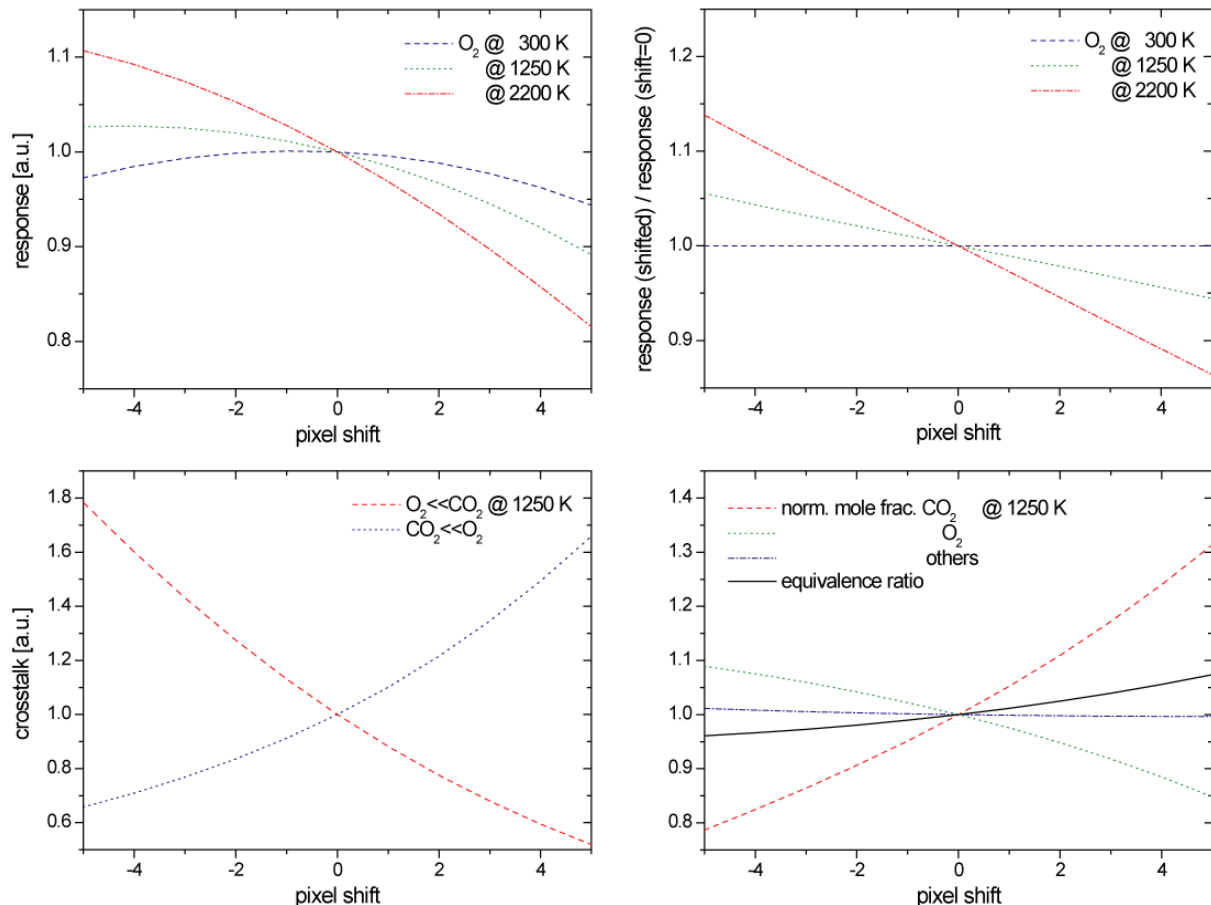 response [a.u.]
1.1
1.0
0.9
0.8
O₂ @ 300 K
@ 1250 K
@ 2200 K
-4 -2 0 2 4
pixel shift
response (shifted) / response (shift=0)
1.2
1.1
1.0
0.9
O₂ @ 300 K
@ 1250 K
@ 2200 K
-4 -2 0 2 4
pixel shift
crosstalk [a.u.]
1.8
1.6
1.4
1.2
1.0
0.8
0.6
O₂<<CO₂ @ 1250 K
CO₂<<O₂
-4 -2 0 2 4
pixel shift
1.4
1.3
1.2
1.1
1.0
0.9
0.8
norm. mole frac. CO₂ @ 1250 K
O₂
others
equivalence ratio
-4 -2 0 2 4
pixel shift